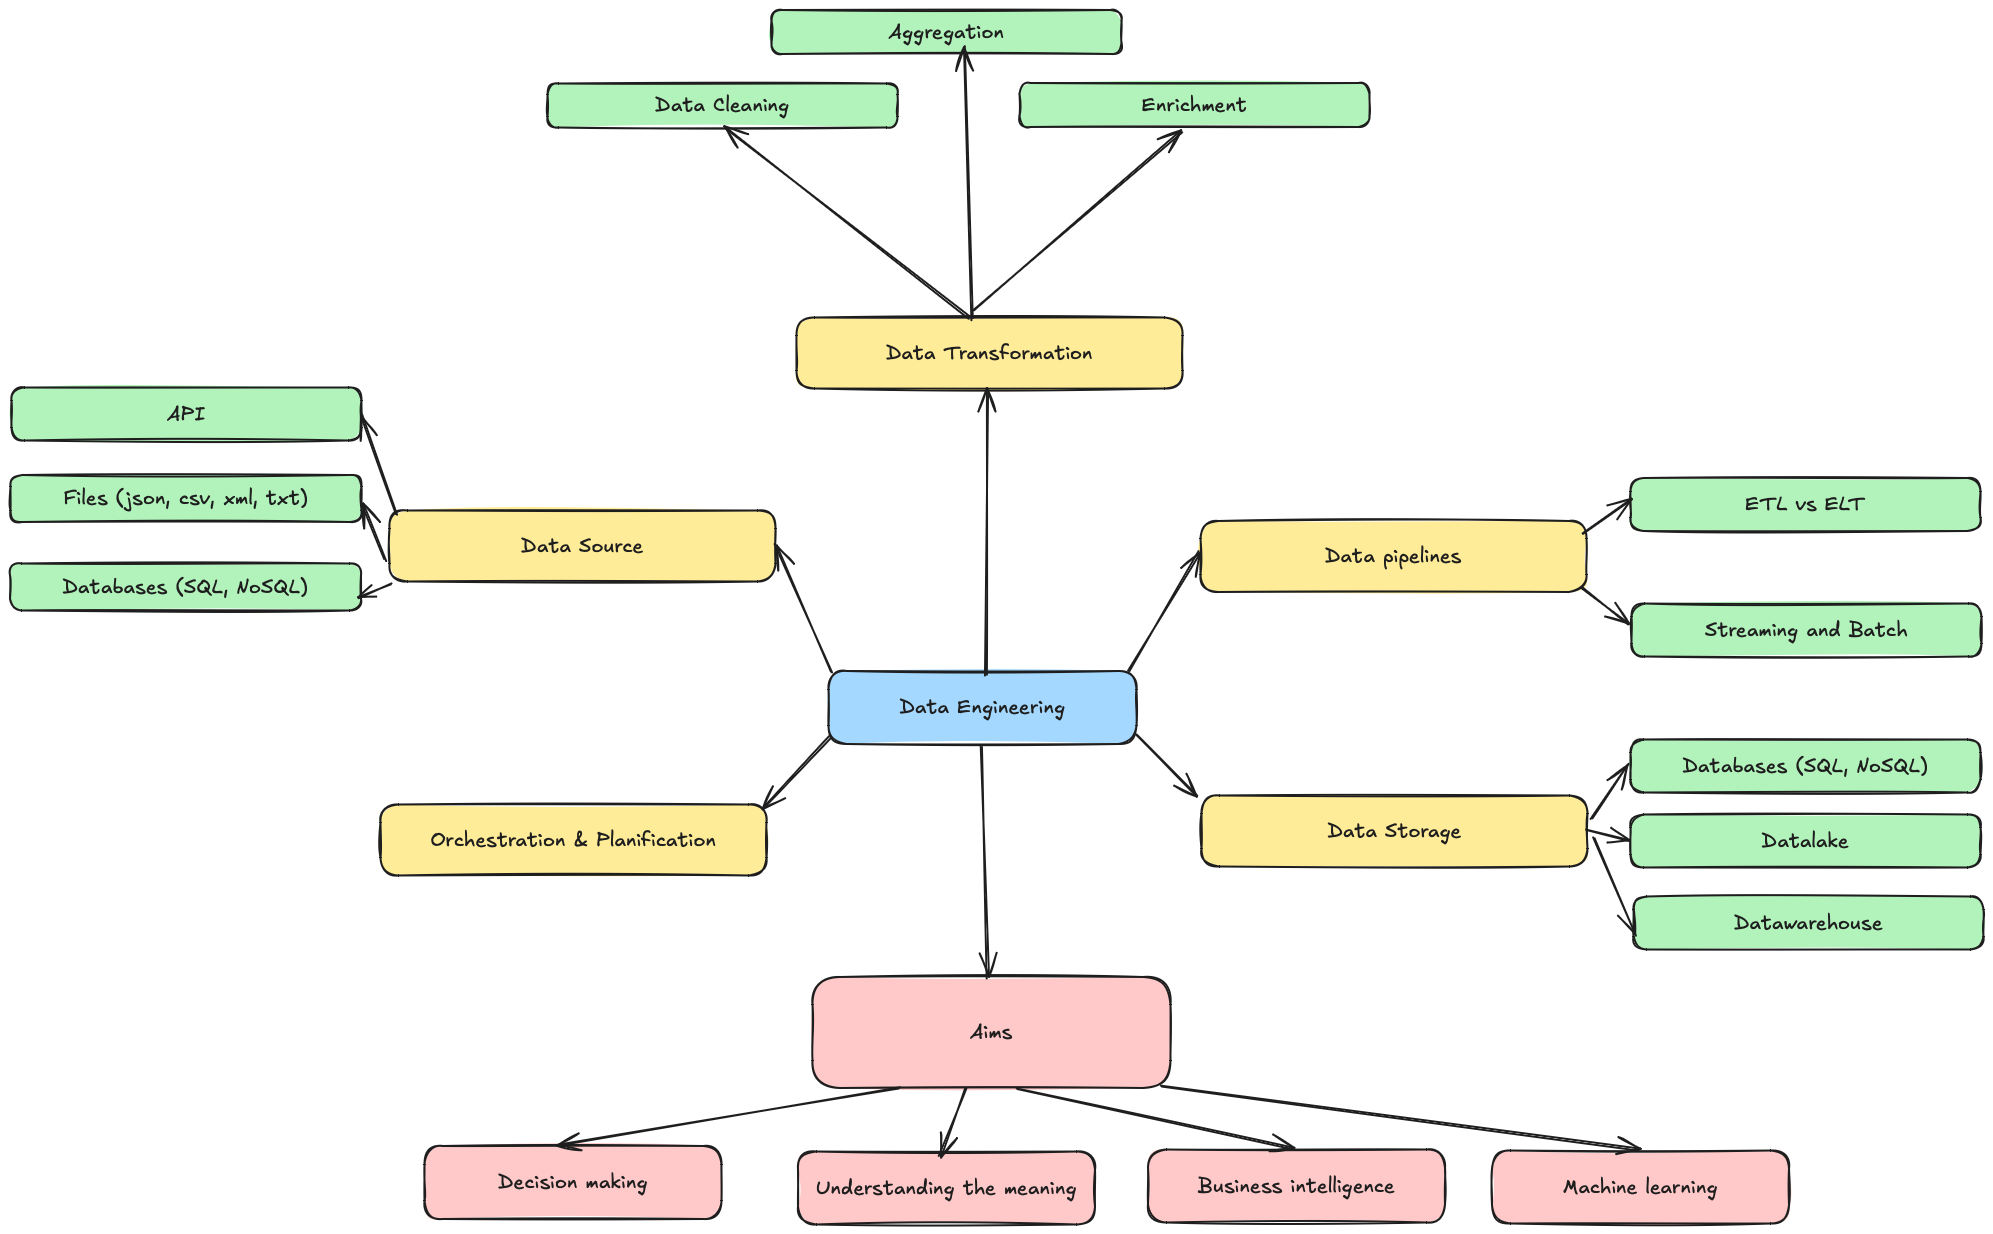 Aggregation
Data Cleaning
Enrichment
Data Transformation
API
Files (json, csv, xml, txt)
Databases (SQL, NoSQL)
Data Source
Data pipelines
ETL vs ELT
Streaming and Batch
Data Engineering
Orchestration & Planification
Data Storage
Databases (SQL, NoSQL)
Datalake
Datawarehouse
Aims
Decision making
Understanding the meaning
Business intelligence
Machine learning